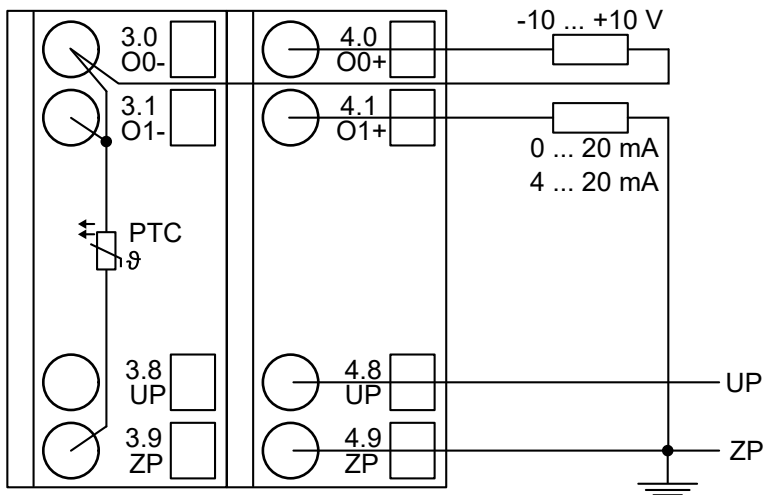 -10 ... +10 V
3.0
O0-
4.0
O0+
3.1
O1-
4.1
O1+
0 ... 20 mA
4 ... 20 mA
PTC
ϑ
3.8
UP
4.8
UP
UP
3.9
ZP
4.9
ZP
ZP